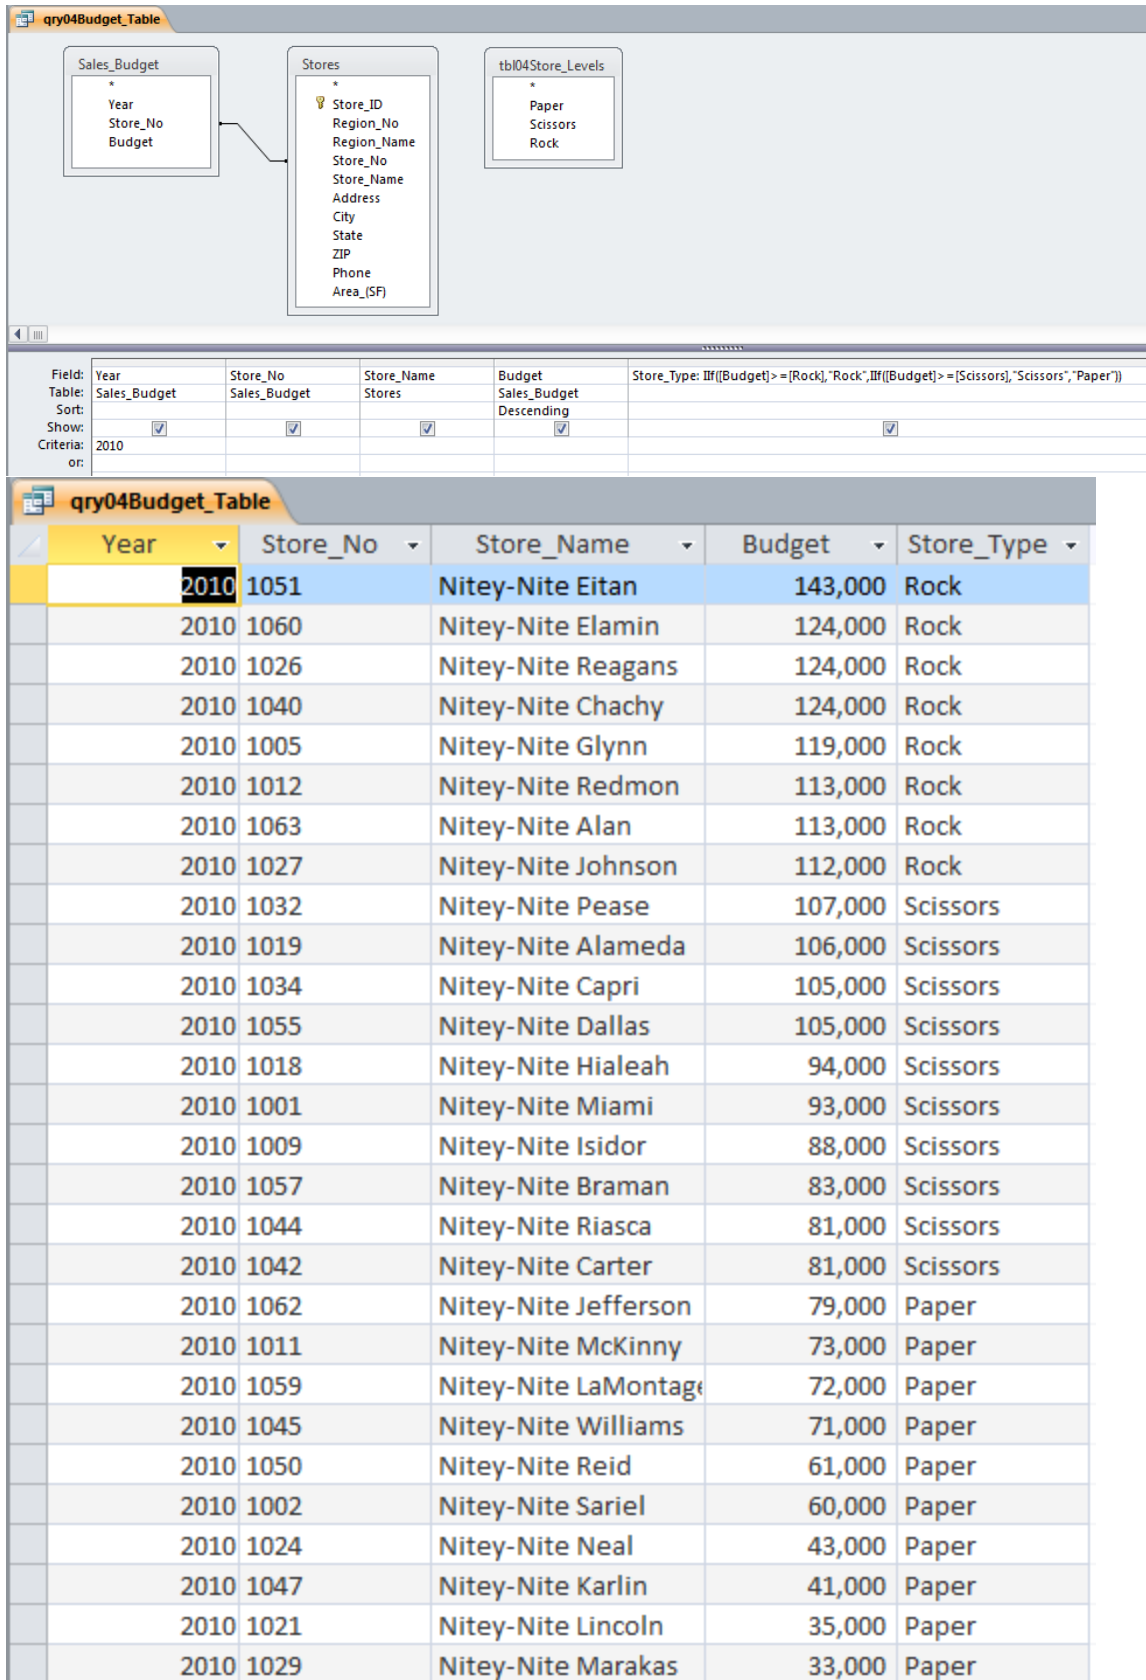 qry04Budget_Table
Sales_Budget
*
Year
Store_No
Budget
Stores
*
Store_ID
Region_No
Region_Name
Store_No
Store_Name
Address
City
State
ZIP
Phone
Area_(SF)
tbl04Store_Levels
*
Paper
Scissors
Rock
Field: Year Store_No Store_Name Budget Store_Type: IIf([Budget]>=[Rock],"Rock",IIf([Budget]>=[Scissors],"Scissors","Paper"))
Table: Sales_Budget Sales_Budget Stores Sales_Budget
Sort: Descending
Show:
Criteria: 2010
or:
qry04Budget_Table
Year Store_No Store_Name Budget Store_Type
2010 1051 Nitey-Nite Eitan 143,000 Rock
2010 1060 Nitey-Nite Elamin 124,000 Rock
2010 1026 Nitey-Nite Reagans 124,000 Rock
2010 1040 Nitey-Nite Chachy 124,000 Rock
2010 1005 Nitey-Nite Glynn 119,000 Rock
2010 1012 Nitey-Nite Redmon 113,000 Rock
2010 1063 Nitey-Nite Alan 113,000 Rock
2010 1027 Nitey-Nite Johnson 112,000 Rock
2010 1032 Nitey-Nite Pease 107,000 Scissors
2010 1019 Nitey-Nite Alameda 106,000 Scissors
2010 1034 Nitey-Nite Capri 105,000 Scissors
2010 1055 Nitey-Nite Dallas 105,000 Scissors
2010 1018 Nitey-Nite Hialeah 94,000 Scissors
2010 1001 Nitey-Nite Miami 93,000 Scissors
2010 1009 Nitey-Nite Isidor 88,000 Scissors
2010 1057 Nitey-Nite Braman 83,000 Scissors
2010 1044 Nitey-Nite Riasca 81,000 Scissors
2010 1042 Nitey-Nite Carter 81,000 Scissors
2010 1062 Nitey-Nite Jefferson 79,000 Paper
2010 1011 Nitey-Nite McKinny 73,000 Paper
2010 1059 Nitey-Nite LaMontage 72,000 Paper
2010 1045 Nitey-Nite Williams 71,000 Paper
2010 1050 Nitey-Nite Reid 61,000 Paper
2010 1002 Nitey-Nite Sariel 60,000 Paper
2010 1024 Nitey-Nite Neal 43,000 Paper
2010 1047 Nitey-Nite Karlin 41,000 Paper
2010 1021 Nitey-Nite Lincoln 35,000 Paper
2010 1029 Nitey-Nite Marakas 33,000 Paper